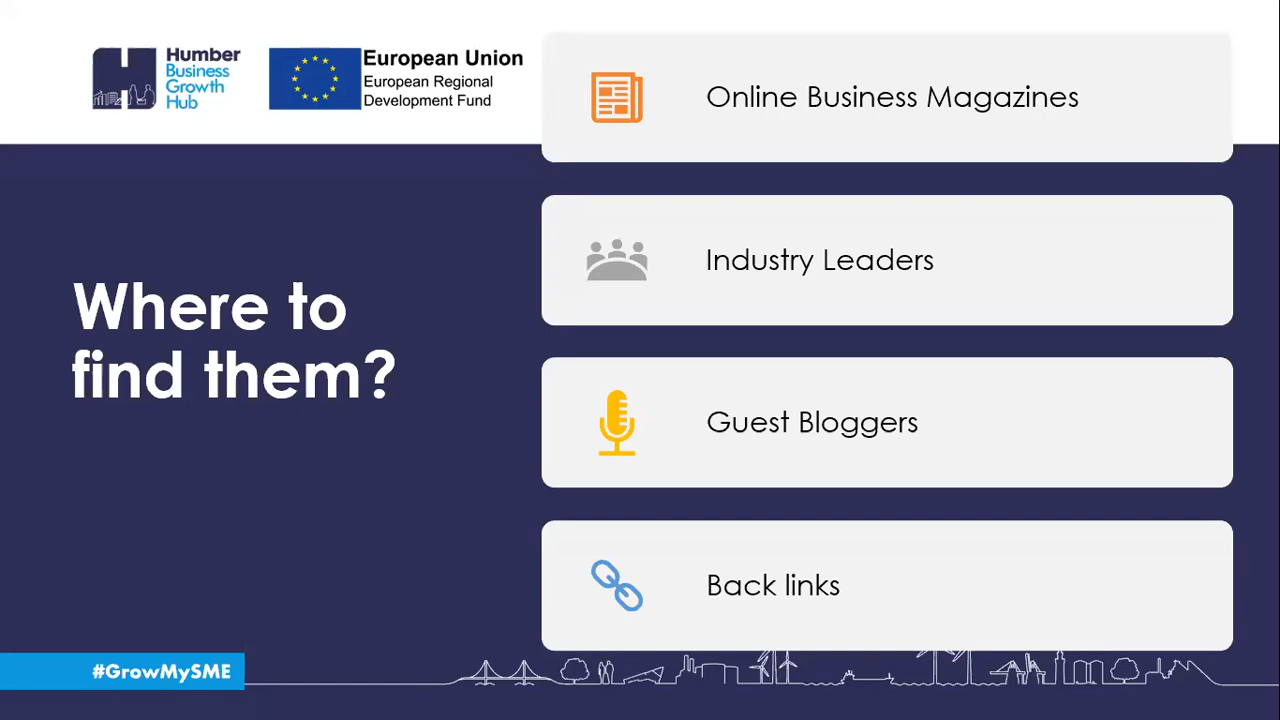 Humber
Business
Growth
Hub
European Union
European Regional
Development Fund
Where to
find them?
Online Business Magazines
Industry Leaders
Guest Bloggers
Back links
#GrowMySME